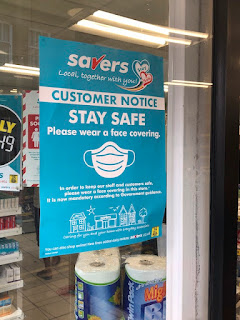 savers
Local, together with you!
CUSTOMER NOTICE
STAY SAFE
Please wear a face covering.
In order to keep our staff and customers safe,
please wear a face covering in this store.
It is now mandatory according to Government guidance.